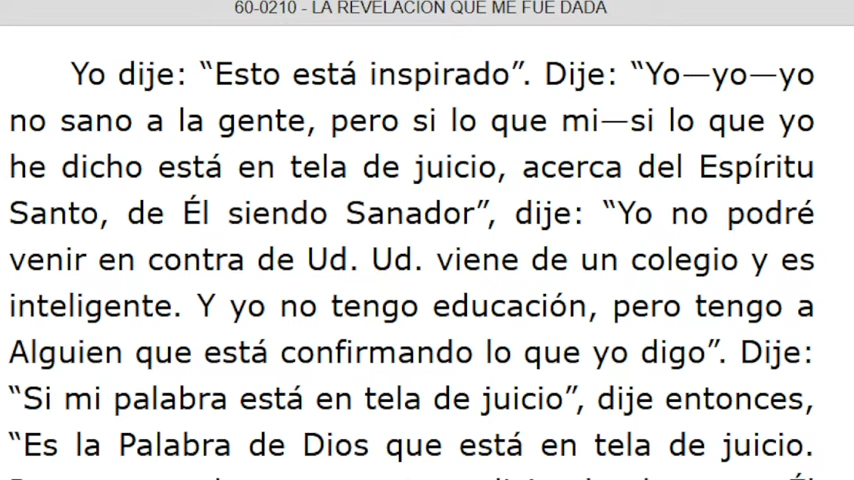 60-0210 - LA REVELACION QUE ME FUE DADA
Yo dije: “Esto está inspirado”. Dije: “Yo—yo—yo
no sano a la gente, pero si lo que mi—si lo que yo
he dicho está en tela de juicio, acerca del Espíritu
Santo, de Él siendo Sanador”, dije: “Yo no podré
venir en contra de Ud. Ud. viene de un colegio y es
inteligente. Y yo no tengo educación, pero tengo a
Alguien que está confirmando lo que yo digo”. Dije:
“Si mi palabra está en tela de juicio”, dije entonces,
“Es la Palabra de Dios que está en tela de juicio.
Él